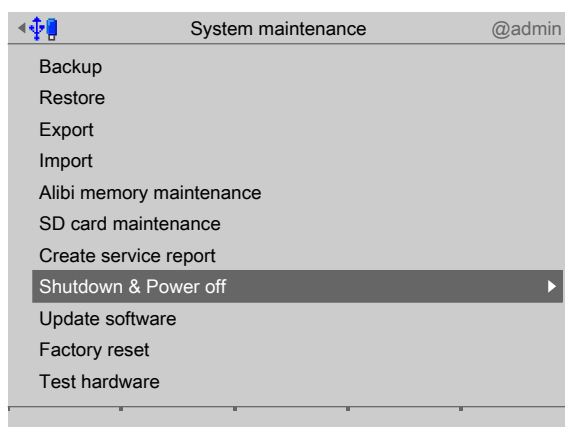 System maintenance @admin
Backup
Restore
Export
Import
Alibi memory maintenance
SD card maintenance
Create service report
Shutdown & Power off
Update software
Factory reset
Test hardware